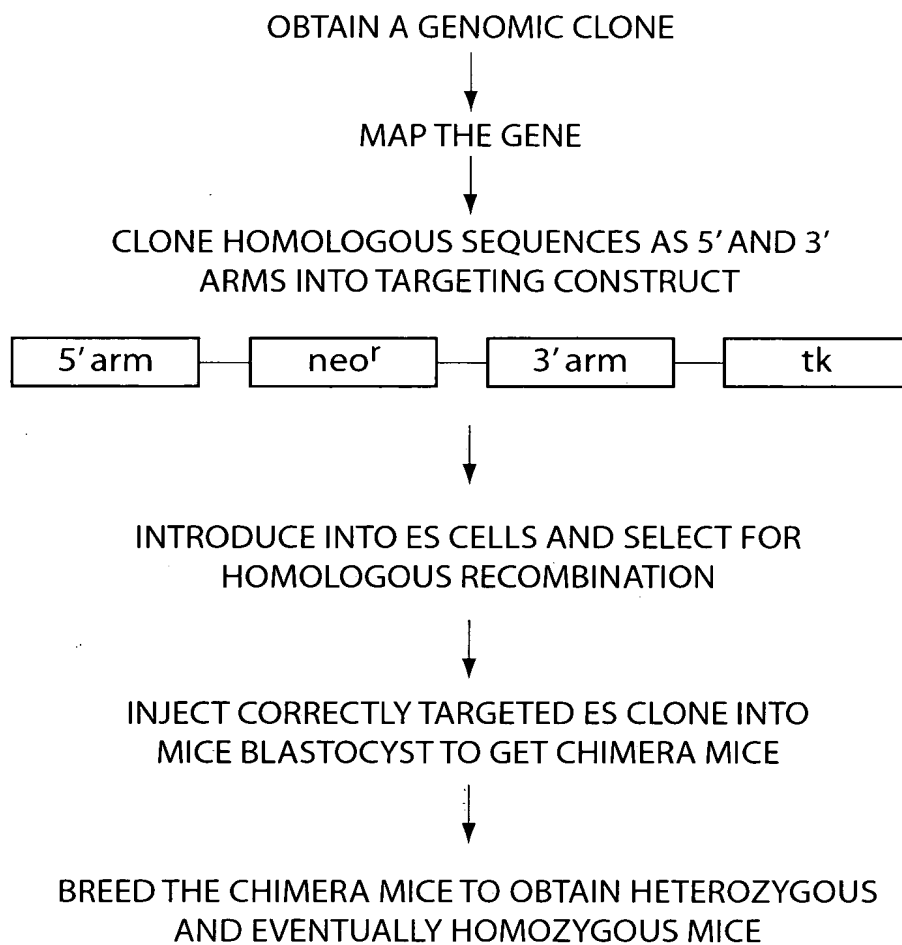 OBTAIN A GENOMIC CLONE
MAP THE GENE
CLONE HOMOLOGOUS SEQUENCES AS 5' AND 3'
ARMS INTO TARGETING CONSTRUCT
5' arm neoʳ 3' arm tk
INTRODUCE INTO ES CELLS AND SELECT FOR
HOMOLOGOUS RECOMBINATION
INJECT CORRECTLY TARGETED ES CLONE INTO
MICE BLASTOCYST TO GET CHIMERA MICE
BREED THE CHIMERA MICE TO OBTAIN HETEROZYGOUS
AND EVENTUALLY HOMOZYGOUS MICE